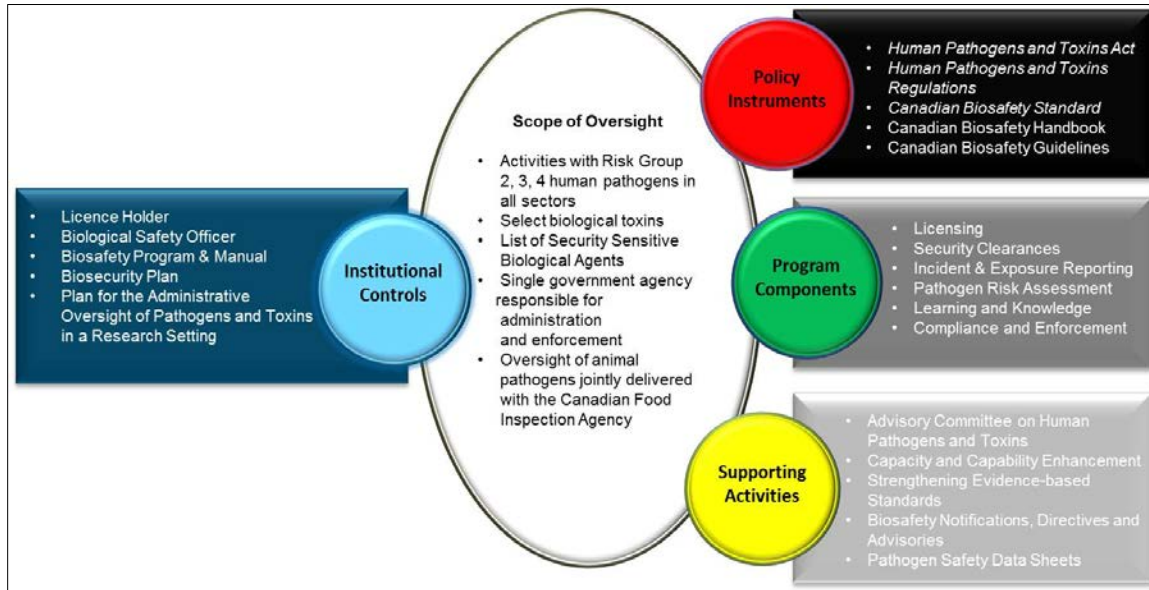 Scope of Oversight
• Activities with Risk Group
2, 3, 4 human pathogens in
all sectors
• Select biological toxins
• List of Security Sensitive
Biological Agents
• Single government agency
responsible for
administration
and enforcement
• Oversight of animal
pathogens jointly delivered
with the Canadian Food
Inspection Agency
• Licence Holder
• Biological Safety Officer
• Biosafety Program & Manual
• Biosecurity Plan
• Plan for the Administrative
Oversight of Pathogens and Toxins
in a Research Setting
Institutional
Controls
Policy
Instruments
• Human Pathogens and Toxins Act
• Human Pathogens and Toxins
Regulations
• Canadian Biosafety Standard
• Canadian Biosafety Handbook
• Canadian Biosafety Guidelines
Program
Components
• Licensing
• Security Clearances
• Incident & Exposure Reporting
• Pathogen Risk Assessment
• Learning and Knowledge
• Compliance and Enforcement
Supporting
Activities
• Advisory Committee on Human
Pathogens and Toxins
• Capacity and Capability Enhancement
• Strengthening Evidence-based
Standards
• Biosafety Notifications, Directives and
Advisories
• Pathogen Safety Data Sheets